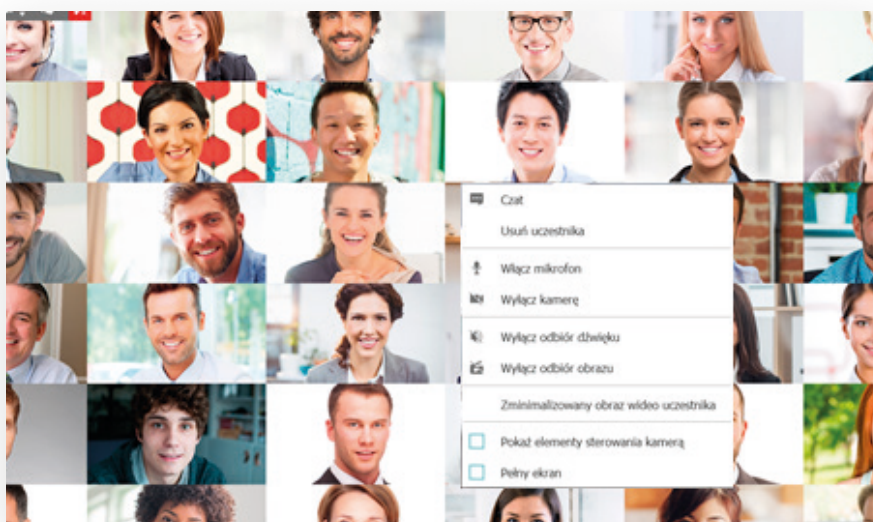 Czat
Usuń uczestnika
Włącz mikrofon
Wyłącz kamerę
Wyłącz odbiór dźwięku
Wyłącz odbiór obrazu
Zminimalizowany obraz wideo uczestnika
Pokaż elementy sterowania kamerą
Pełny ekran